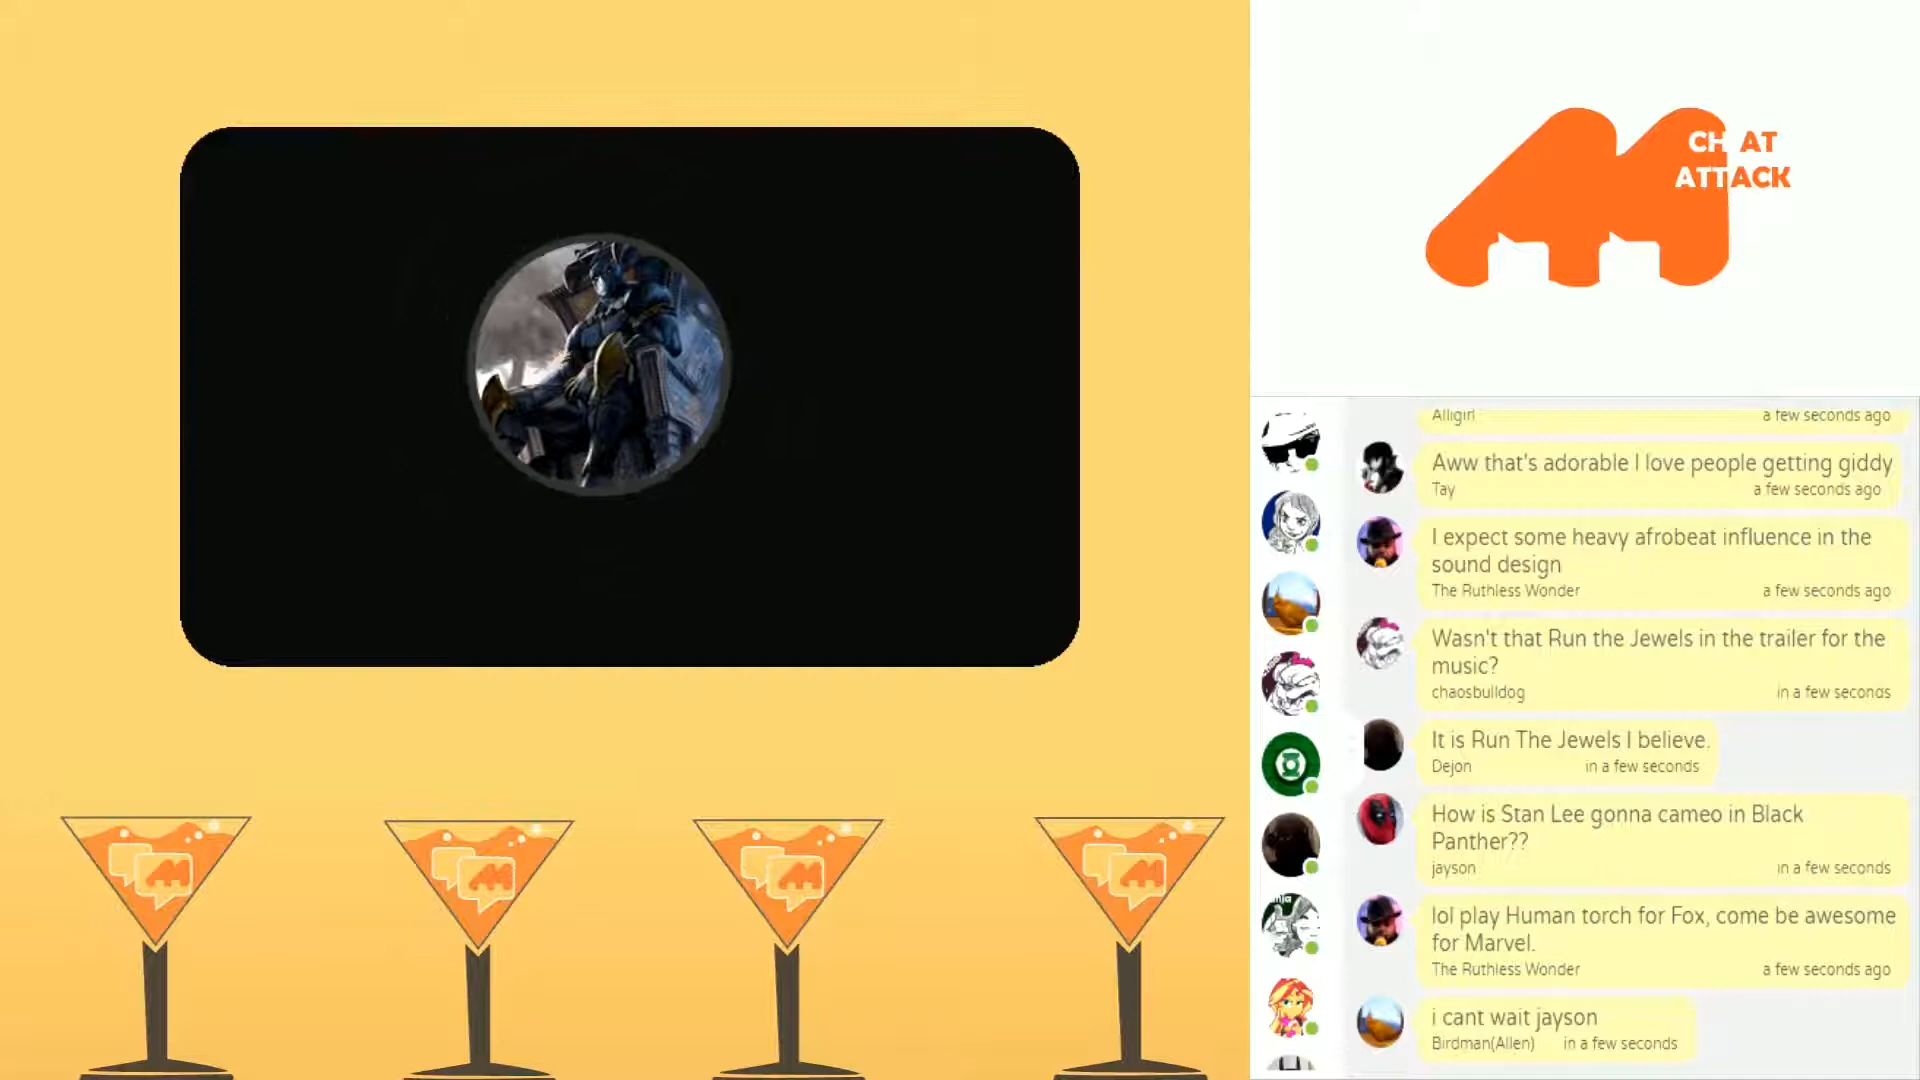 CHAT
ATTACK
Alligirl a few seconds ago
Aww that's adorable I love people getting giddy
Tay a few seconds ago
I expect some heavy afrobeat influence in the
sound design
The Ruthless Wonder a few seconds ago
Wasn't that Run the Jewels in the trailer for the
music?
chaosbulldog in a few seconds
It is Run The Jewels I believe.
Dejon in a few seconds
How is Stan Lee gonna cameo in Black
Panther??
jayson in a few seconds
lol play Human torch for Fox, come be awesome
for Marvel.
The Ruthless Wonder a few seconds ago
i cant wait jayson
Birdman(Allen) in a few seconds